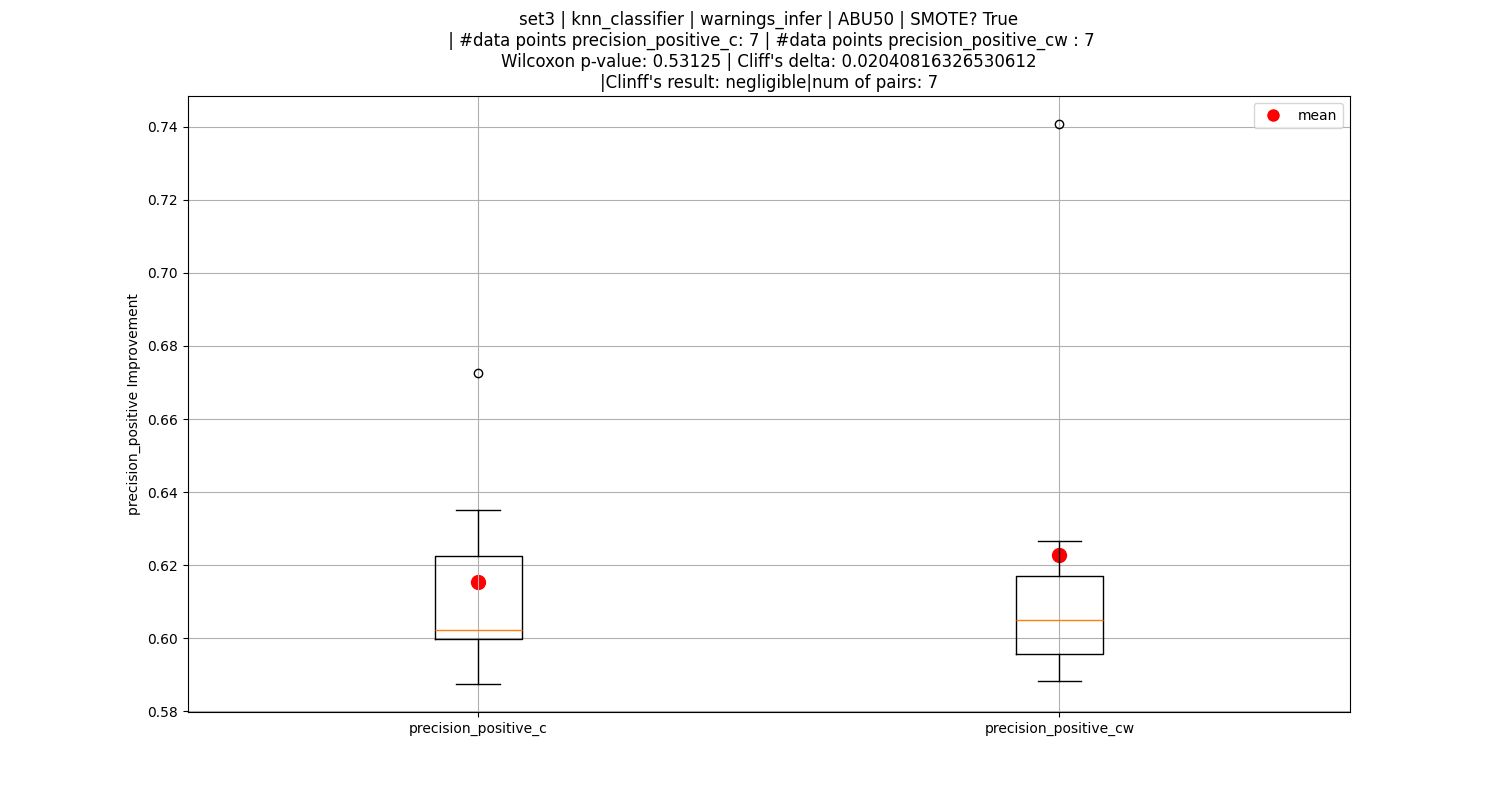 set3 | knn_classifier | warnings_infer | ABU50 | SMOTE? True
| #data points precision_positive_c: 7 | #data points precision_positive_cw : 7
Wilcoxon p-value: 0.53125 | Cliff's delta: 0.02040816326530612
|Clinff's result: negligible|num of pairs: 7
mean
precision_positive Improvement
0.74
0.72
0.70
0.68
0.66
0.64
0.62
0.60
0.58
precision_positive_c
precision_positive_cw